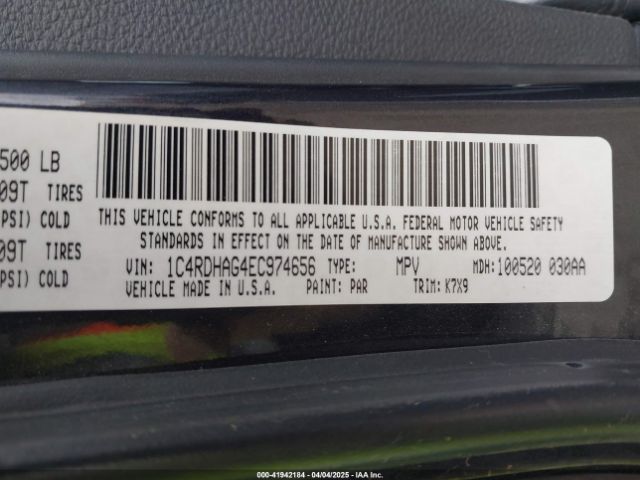 500 LB
09T TIRES
PSI) COLD
09T TIRES
PSI) COLD
THIS VEHICLE CONFORMS TO ALL APPLICABLE U.S.A. FEDERAL MOTOR VEHICLE SAFETY
STANDARDS IN EFFECT ON THE DATE OF MANUFACTURE SHOWN ABOVE.
VIN: 1C4RDHAG4EC974656 TYPE: MPV MDH: 100520 030AA
VEHICLE MADE IN U.S.A. PAINT: PAR TRIM: K7X9
000-41942184 - 04/04/2025 - IAA Inc.